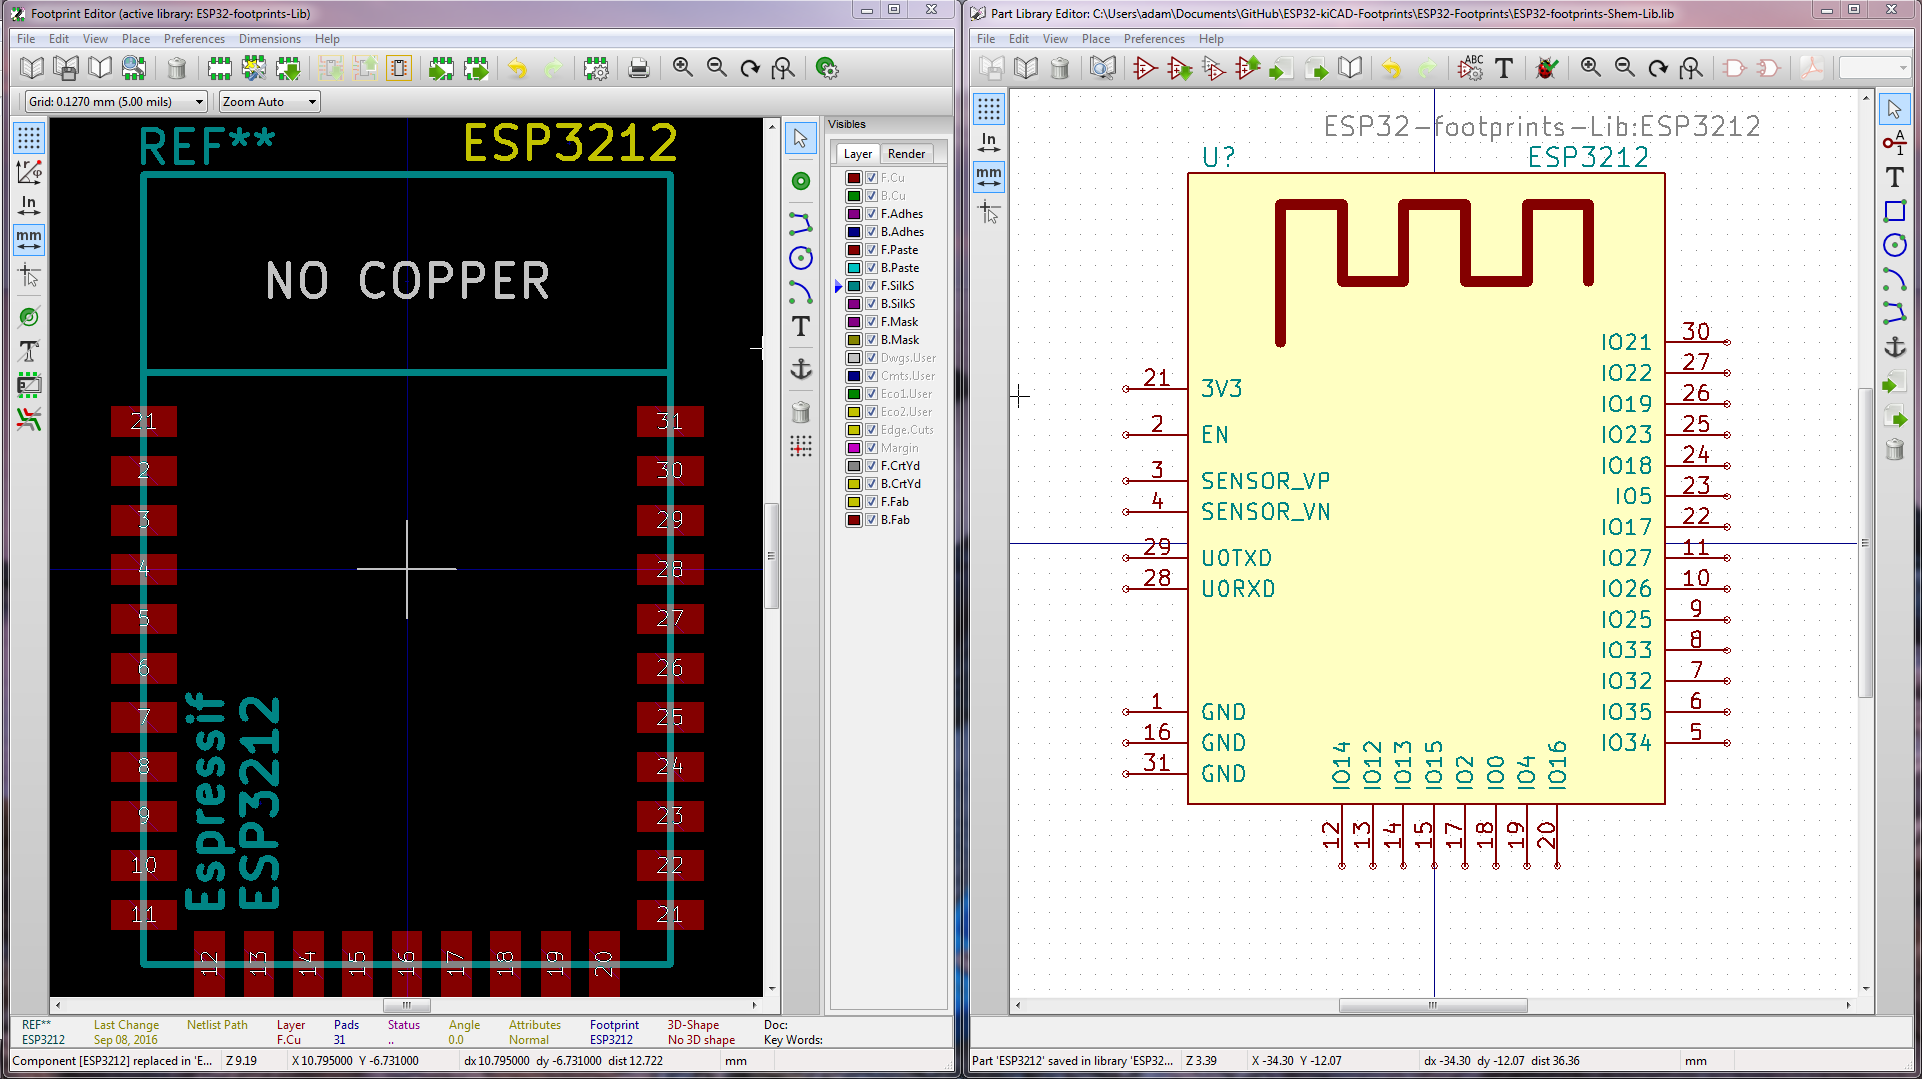 Footprint Editor (active library: ESP32-footprints-Lib)
File Edit View Place Preferences Dimensions Help
Grid: 0.1270 mm (5.00 mils)
Zoom Auto
In
mm
REF**
ESP3212
NO COPPER
21
2
3
4
5
6
7
8
9
10
11
31
30
29
28
27
26
25
24
23
22
21
Espressif
ESP3212
12 13 14 15 16 17 18 19 20
T
Visibles
Layer Render
F.Cu
B.Cu
F.Adhes
B.Adhes
F.Paste
B.Paste
F.SilkS
B.SilkS
F.Mask
B.Mask
Dwgs.User
Cmts.User
Eco1.User
Eco2.User
Edge.Cuts
Margin
F.CrtYd
B.CrtYd
F.Fab
B.Fab
REF** Last Change Netlist Path Layer Pads Status Angle Attributes Footprint 3D-Shape Doc:
ESP3212 Sep 08, 2016 F.Cu 31 .. 0.0 Normal ESP3212 No 3D shape Key Words:
Component [ESP3212] replaced in 'E... Z 9.19 X 10.795000 Y -6.731000 dx 10.795000 dy -6.731000 dist 12.722 mm
Part Library Editor: C:\Users\adam\Documents\GitHub\ESP32-kiCAD-Footprints\ESP32-Footprints\ESP32-footprints-Shem-Lib.lib
File Edit View Place Preferences Help
ABC
T
In
mm
A
1
T
ESP32-footprints-Lib:ESP3212
U? ESP3212
21 3V3
2 EN
3 SENSOR_VP
4 SENSOR_VN
29 U0TXD
28 U0RXD
1 GND
16 GND
31 GND
IO21 30
IO22 27
IO19 26
IO23 25
IO18 24
IO5 23
IO17 22
IO27 11
IO26 10
IO25 9
IO33 8
IO32 7
IO35 6
IO34 5
IO14 IO12 IO13 IO15 IO2 IO0 IO4 IO16
12 13 14 15 17 18 19 20
Part 'ESP3212' saved in library 'ESP32... Z 3.39 X -34.30 Y -12.07 dx -34.30 dy -12.07 dist 36.36 mm